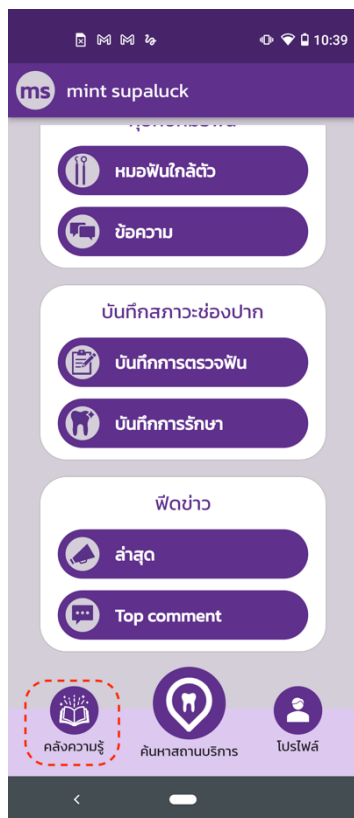 10:39
ms mint supaluck
หมอฟันใกล้ตัว
ข้อความ
บันทึกสภาวะช่องปาก
บันทึกการตรวจฟัน
บันทึกการรักษา
ฟีดข่าว
ล่าสุด
Top comment
คลังความรู้
ค้นหาสถานบริการ
โปรไฟล์